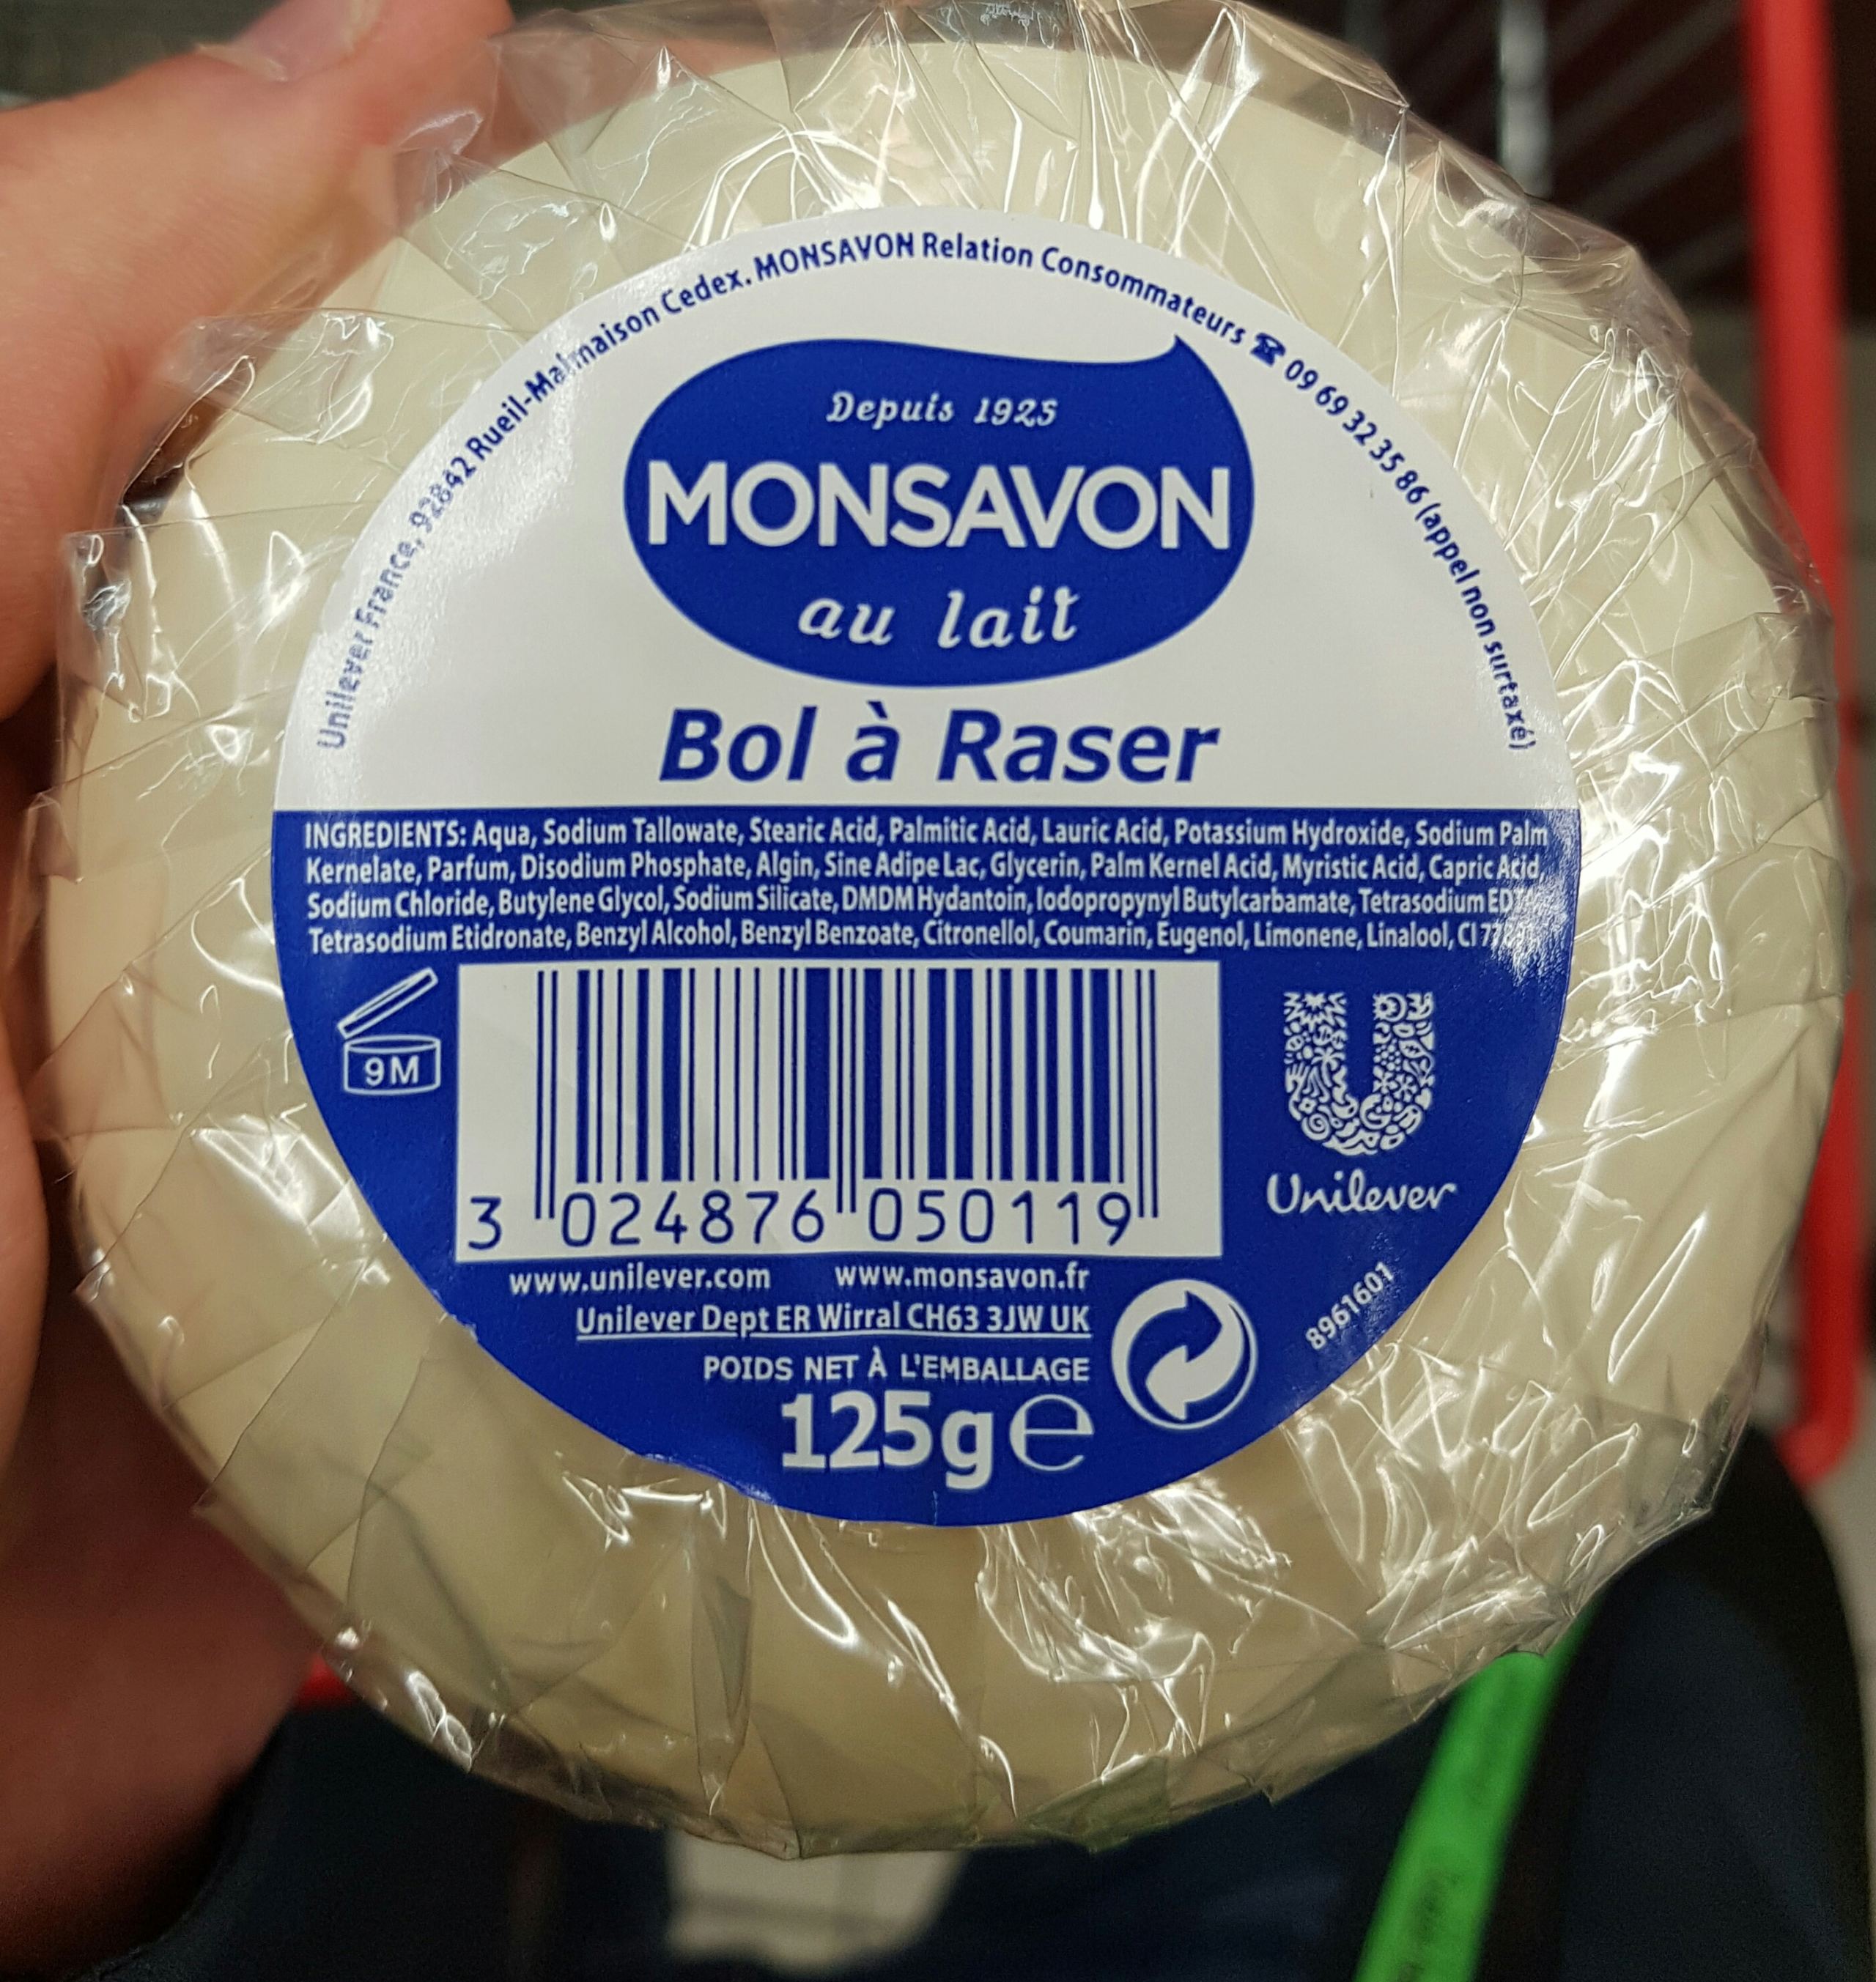 Unilever France, 92842 Rueil-Malmaison Cedex. MONSAVON Relation Consommateurs ☎ 09 69 32 35 86 (appel non surtaxé)
Depuis 1925
MONSAVON
au lait
Bol à Raser
INGREDIENTS: Aqua, Sodium Tallowate, Stearic Acid, Palmitic Acid, Lauric Acid, Potassium Hydroxide, Sodium Palm
Kernelate, Parfum, Disodium Phosphate, Algin, Sine Adipe Lac, Glycerin, Palm Kernel Acid, Myristic Acid, Capric Acid,
Sodium Chloride, Butylene Glycol, Sodium Silicate, DMDM Hydantoin, Iodopropynyl Butylcarbamate, Tetrasodium
Tetrasodium Etidronate, Benzyl Alcohol, Benzyl Benzoate, Citronellol, Coumarin, Eugenol, Limonene, Linalool, CI
9M
3 024876 050119
Unilever
www.unilever.com www.monsavon.fr
Unilever Dept ER Wirral CH63 3JW UK
8961601
POIDS NET À L'EMBALLAGE
125g e